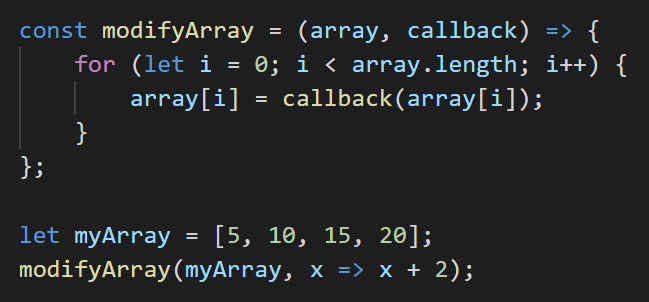 const modifyArray = (array, callback) => {
    for (let i = 0; i < array.length; i++) {
        array[i] = callback(array[i]);
    }
};

let myArray = [5, 10, 15, 20];
modifyArray(myArray, x => x + 2);